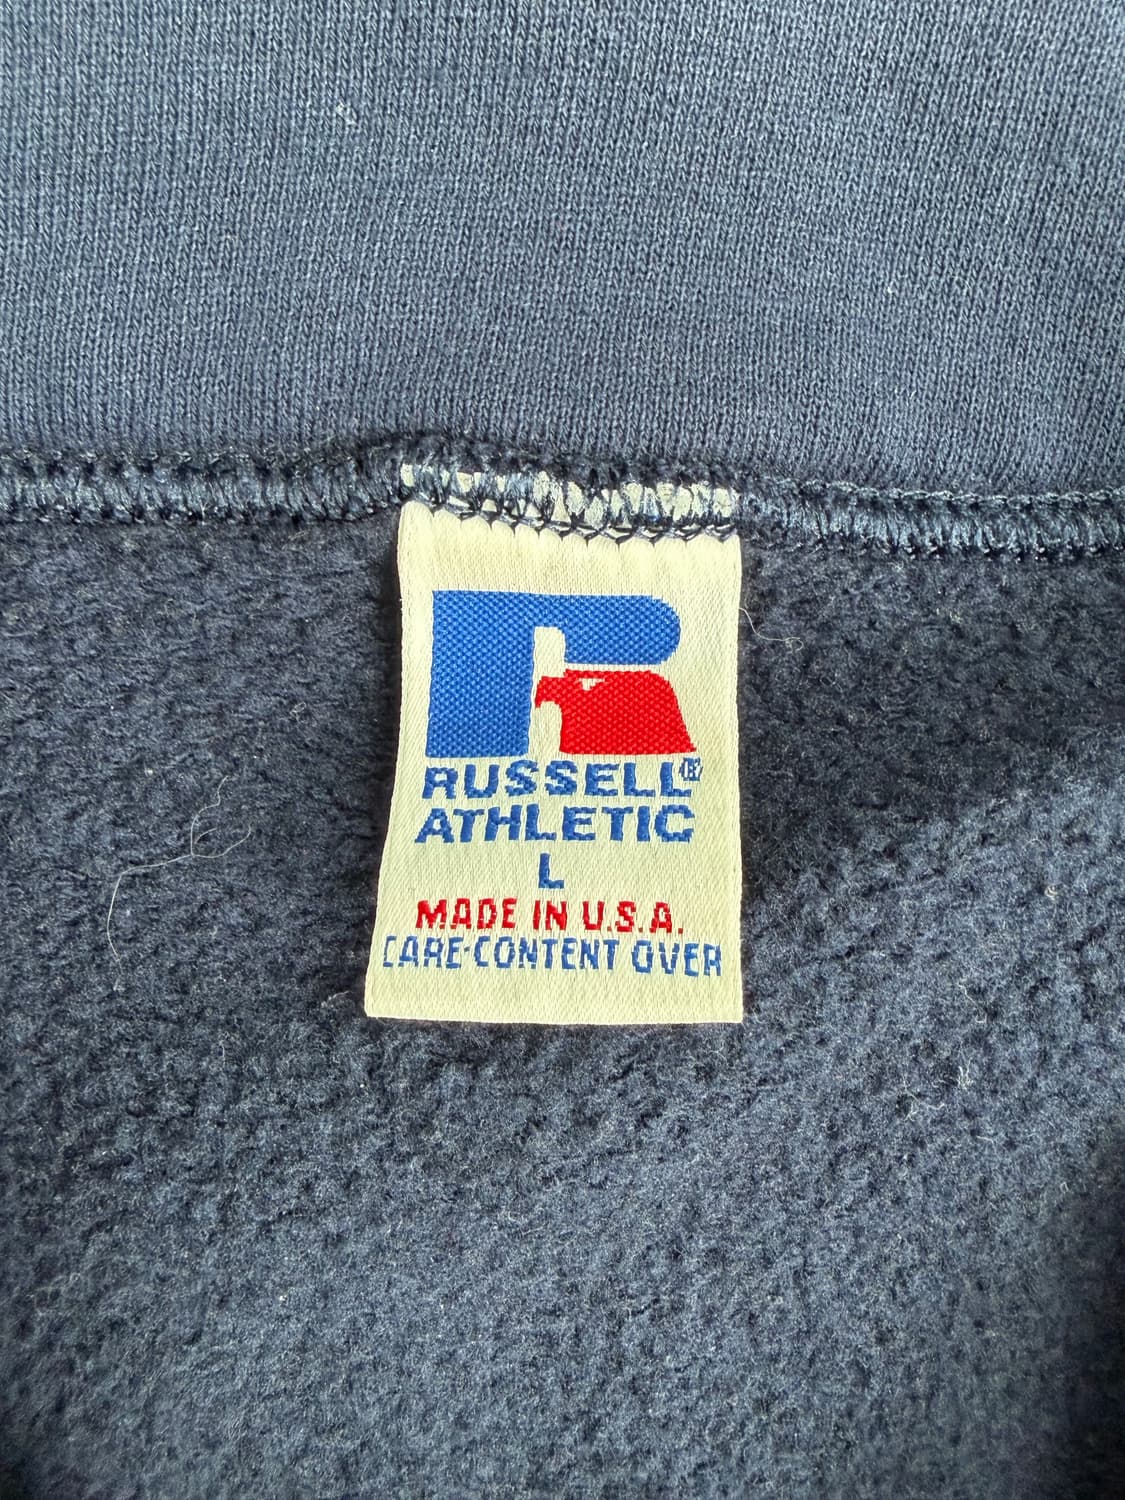 RUSSELL®
ATHLETIC
L
MADE IN U.S.A.
CARE-CONTENT OVER